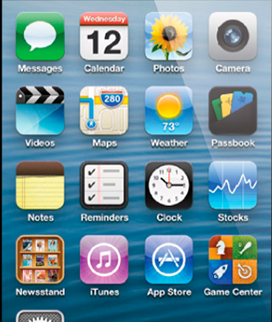 Wednesday
12
Messages Calendar Photos Camera
280
73°
Videos Maps Weather Passbook
Notes Reminders Clock Stocks
Newsstand iTunes App Store Game Center